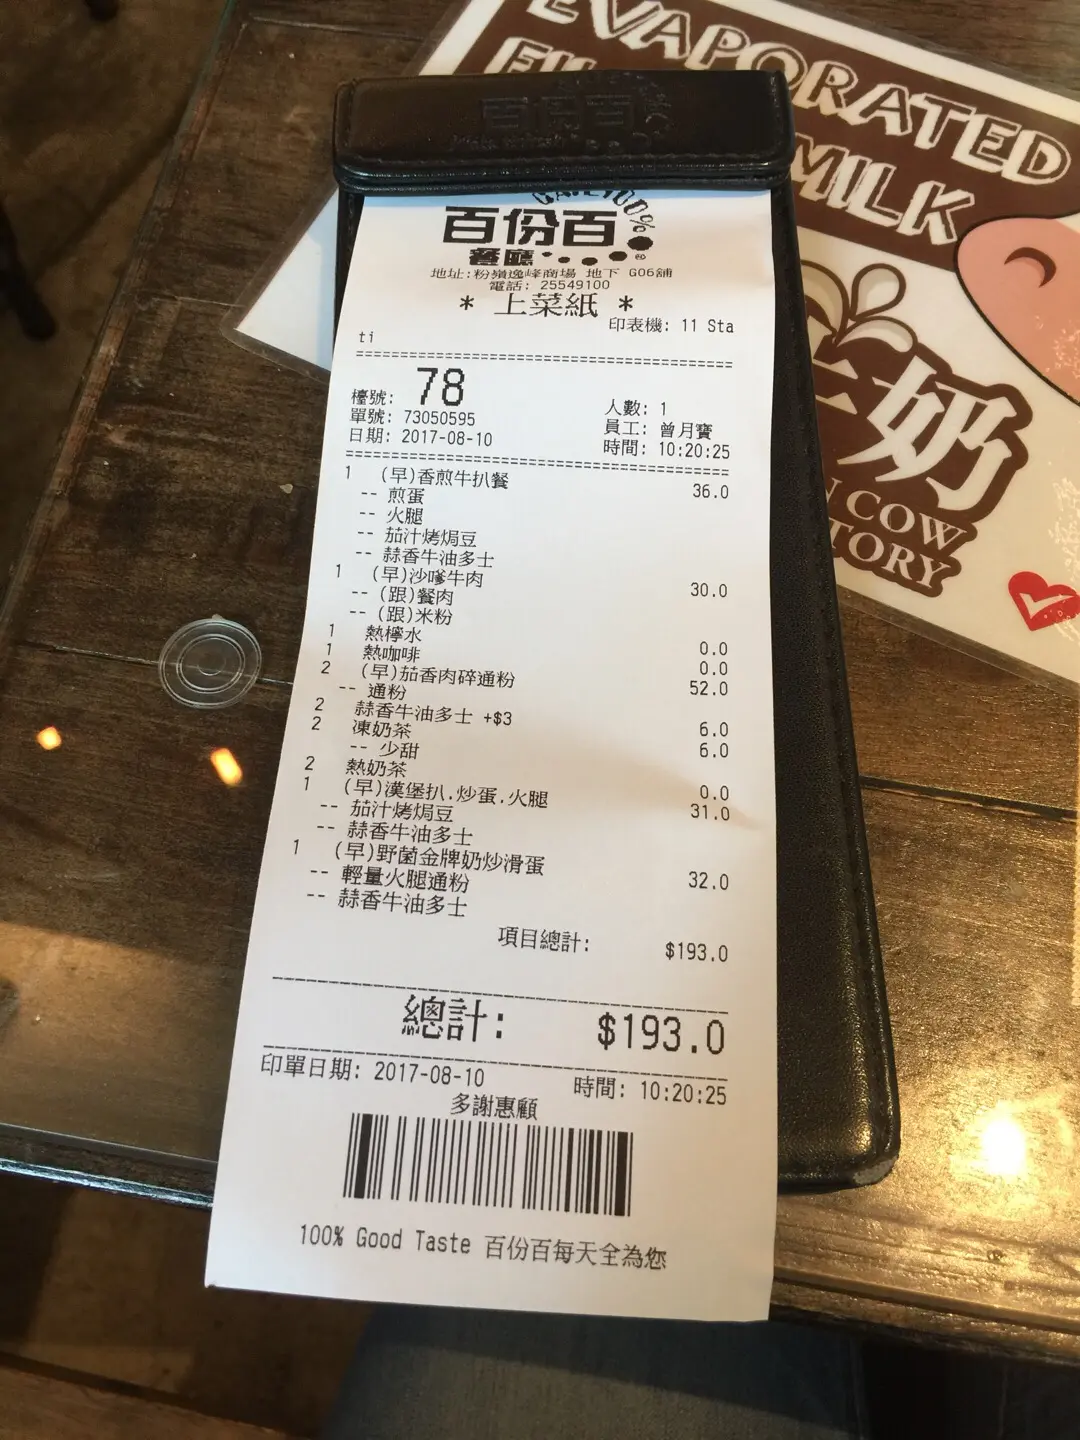 EVAPORATED
MILK
百份百
CAFE 100%
百份百
餐廳
地址:粉嶺逸峰商場 地下 G06舖
電話: 25549100
* 上菜紙 *
印表機: 11 Sta
ti
檯號: 78
人數: 1
單號: 73050595
員工: 曾月寶
日期: 2017-08-10
時間: 10:20:25
1 (早)香煎牛扒餐 36.0
-- 煎蛋
-- 火腿
-- 茄汁烤焗豆
-- 蒜香牛油多士
1 (早)沙嗲牛肉 30.0
-- (跟)餐肉
-- (跟)米粉
1 熱檸水 0.0
1 熱咖啡 0.0
2 (早)茄香肉碎通粉 52.0
-- 通粉
2 蒜香牛油多士 +$3 6.0
2 凍奶茶 6.0
-- 少甜
2 熱奶茶 0.0
1 (早)漢堡扒.炒蛋.火腿 31.0
-- 茄汁烤焗豆
-- 蒜香牛油多士
1 (早)野菌金牌奶炒滑蛋 32.0
-- 輕量火腿通粉
-- 蒜香牛油多士
項目總計: $193.0
總計: $193.0
印單日期: 2017-08-10 時間: 10:20:25
多謝惠顧
100% Good Taste 百份百每天全為您
奶
COW
TORY